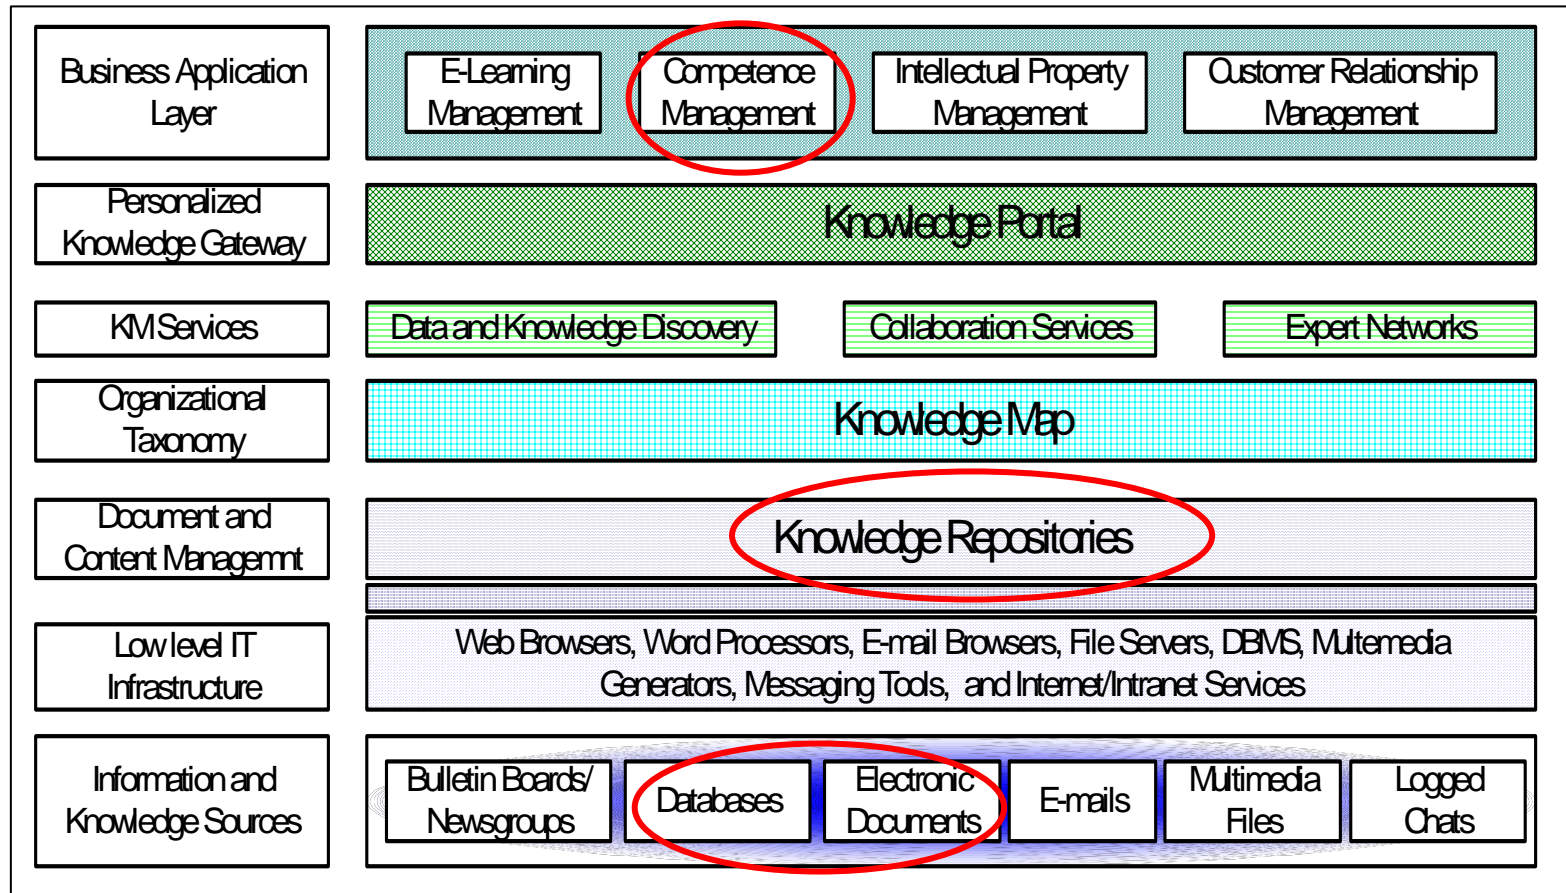 Business Application
Layer
E-Learning
Management
Competence
Management
Intellectual Property
Management
Customer Relationship
Management
Personalized
Knowledge Gateway
Knowledge Portal
KM Services
Data and Knowledge Discovery
Collaboration Services
Expert Networks
Organizational
Taxonomy
Knowledge Map
Document and
Content Managemnt
Knowledge Repositories
Low level IT
Infrastructure
Web Browsers, Word Processors, E-mail Browsers, File Servers, DBMS, Multemedia
Generators, Messaging Tools, and Internet/Intranet Services
Information and
Knowledge Sources
Bulletin Boards/
Newsgroups
Databases
Electronic
Documents
E-mails
Multimedia
Files
Logged
Chats